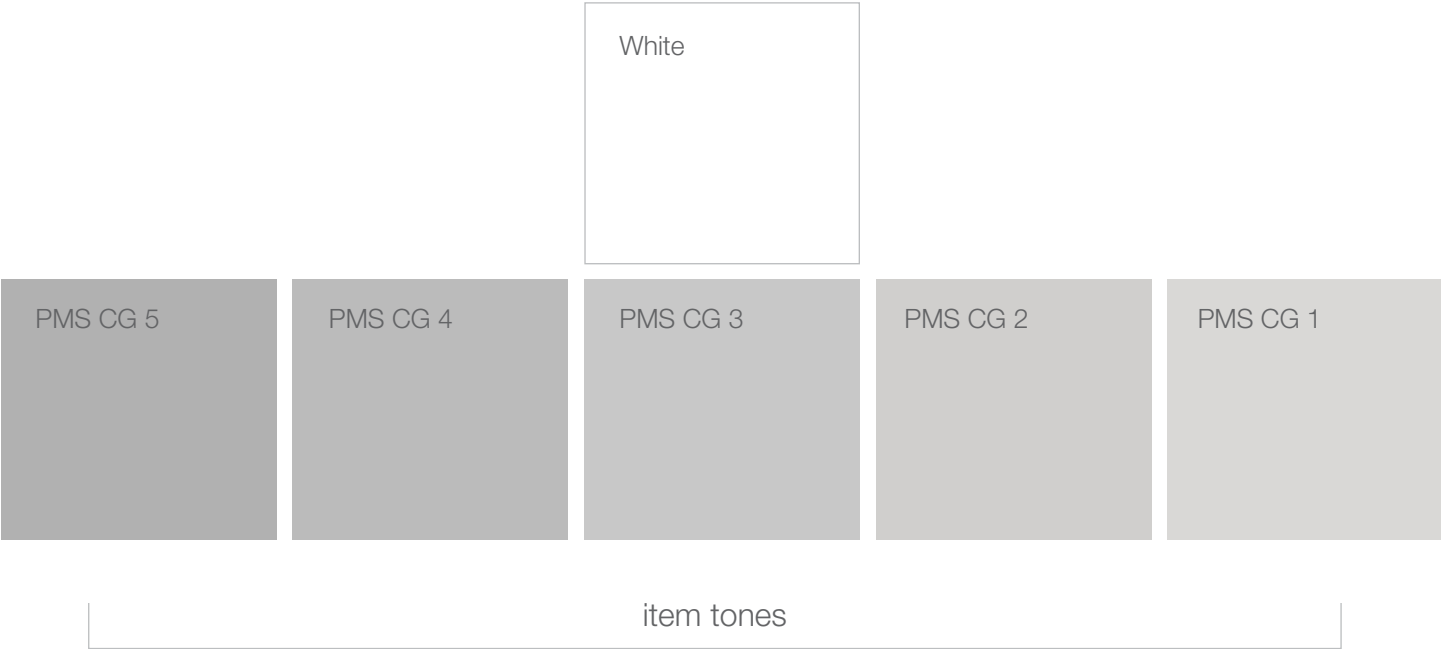 White
PMS CG 5
PMS CG 4
PMS CG 3
PMS CG 2
PMS CG 1
item tones